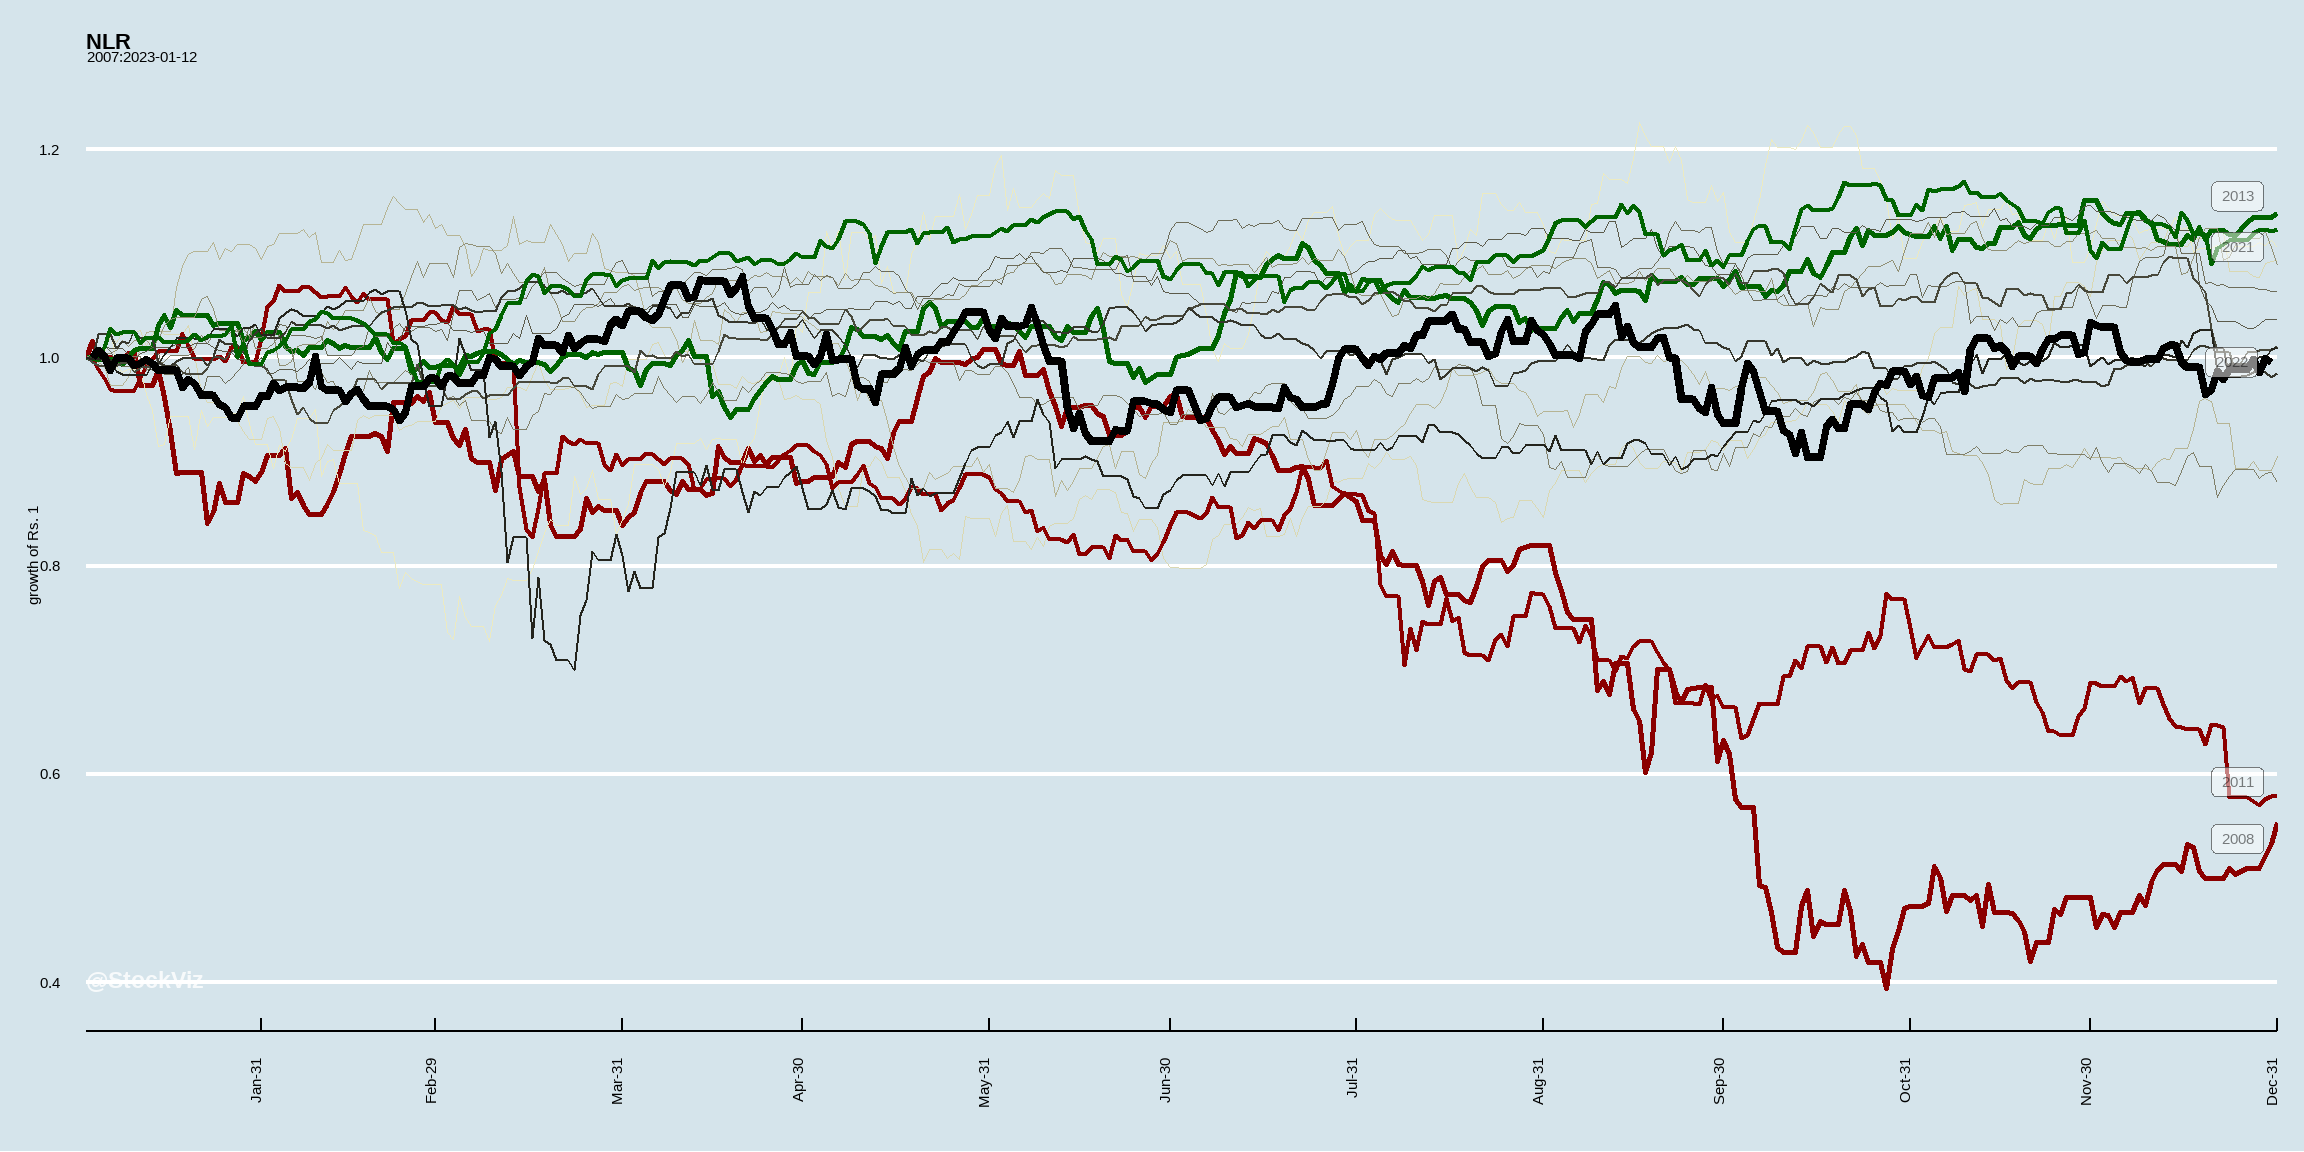 NLR
2007:2023-01-12
1.2
1.0
0.8
0.6
0.4
growth of Rs. 1
2013
2021
2022
2011
2008
@StockViz
Jan-31
Feb-29
Mar-31
Apr-30
May-31
Jun-30
Jul-31
Aug-31
Sep-30
Oct-31
Nov-30
Dec-31